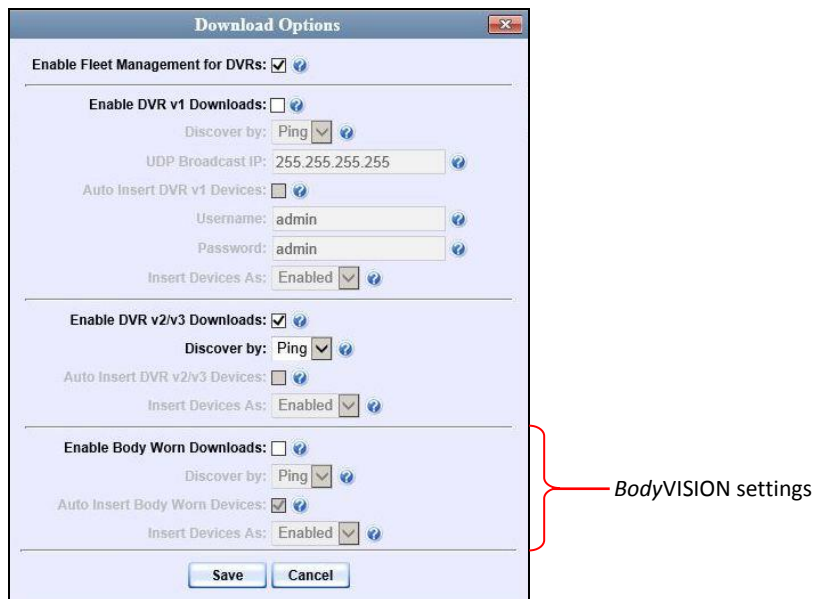 Download Options
Enable Fleet Management for DVRs:
Enable DVR v1 Downloads:
Discover by: Ping
UDP Broadcast IP: 255.255.255.255
Auto Insert DVR v1 Devices:
Username: admin
Password: admin
Insert Devices As: Enabled
Enable DVR v2/v3 Downloads:
Discover by: Ping
Auto Insert DVR v2/v3 Devices:
Insert Devices As: Enabled
Enable Body Worn Downloads:
Discover by: Ping
Auto Insert Body Worn Devices:
Insert Devices As: Enabled
BodyVISION settings
Save Cancel